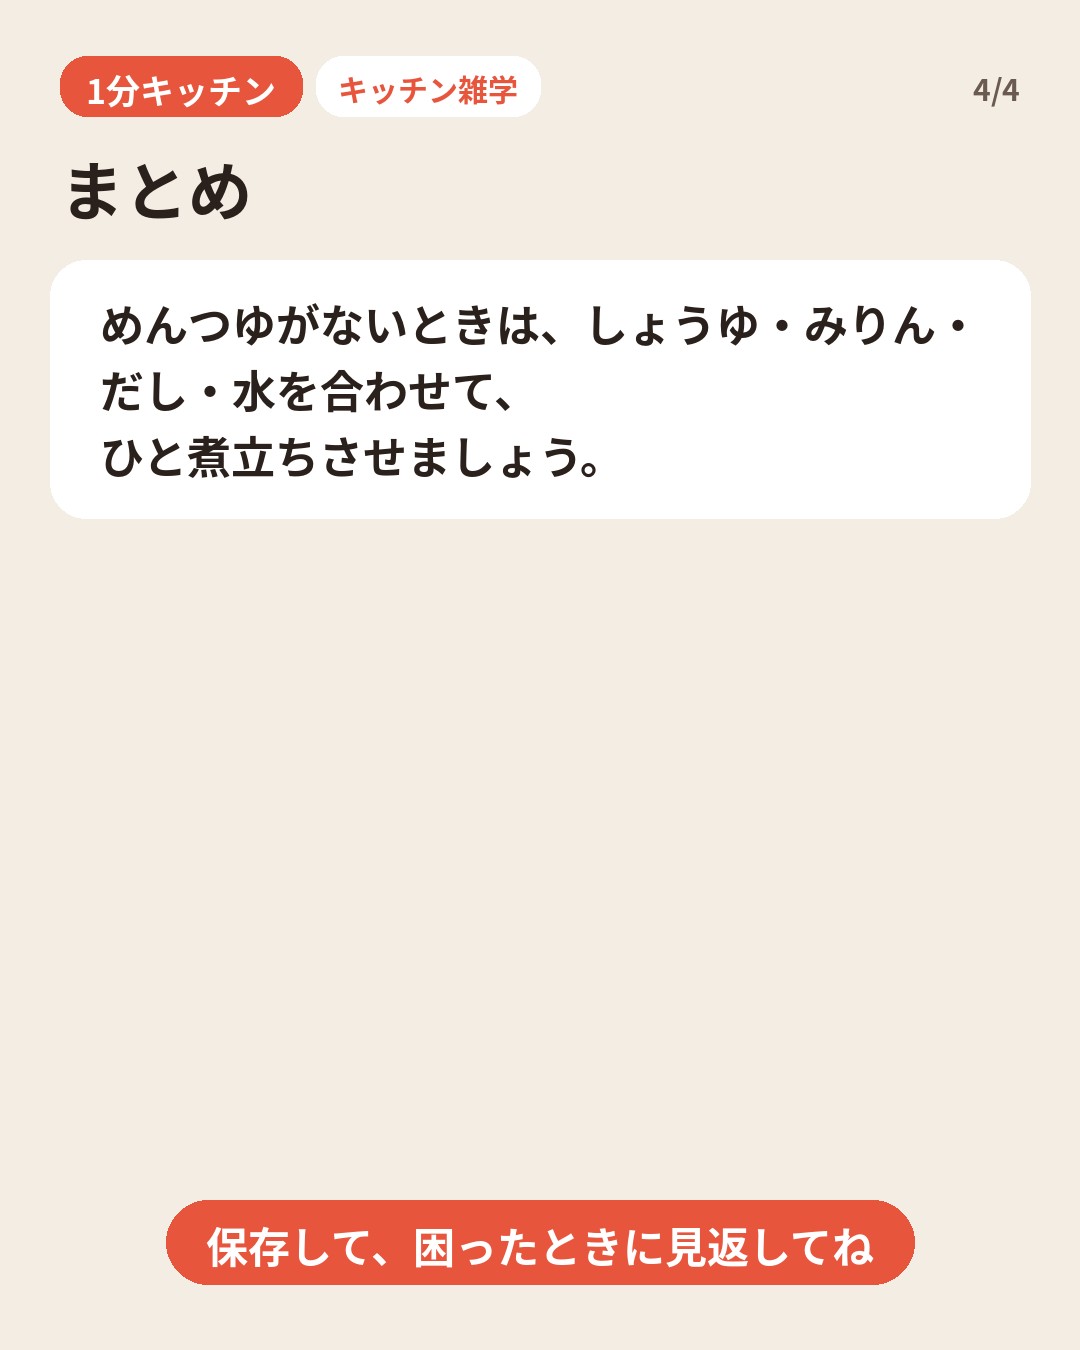 1分キッチン
キッチン雑学
4/4
まとめ
めんつゆがないときは、しょうゆ・みりん・
だし・水を合わせて、
ひと煮立ちさせましょう。
保存して、困ったときに見返してね